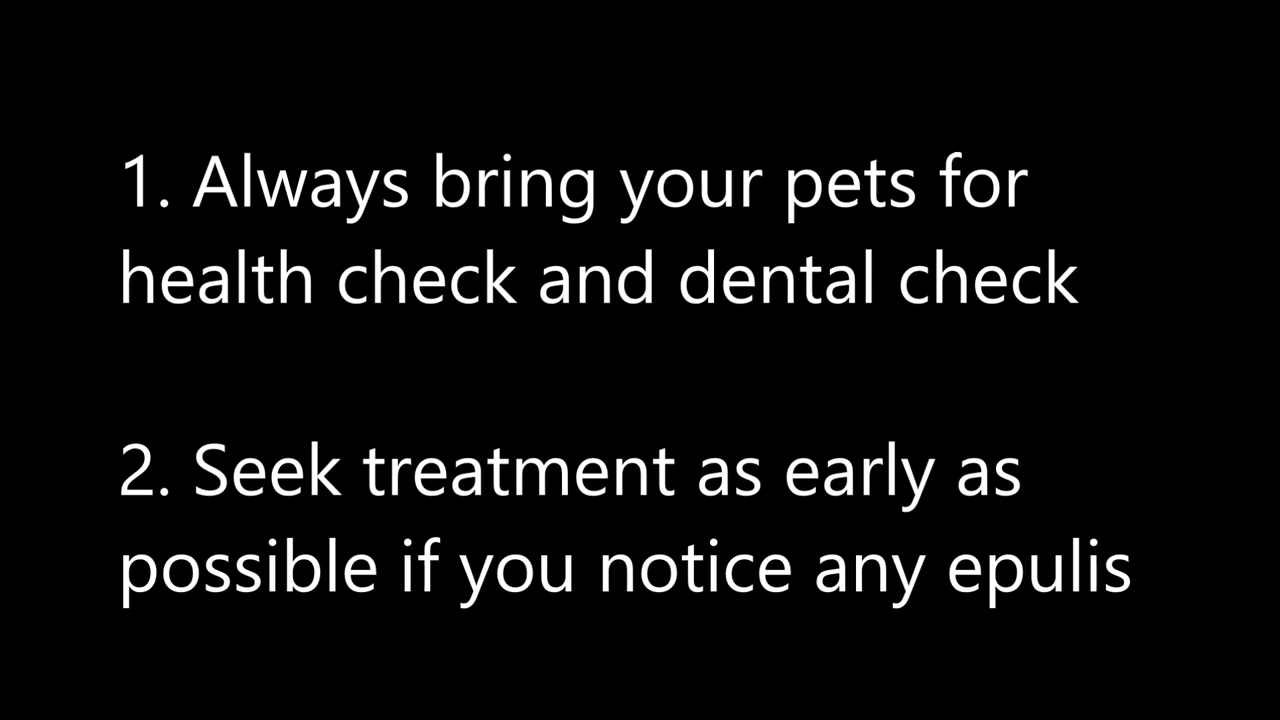 1. Always bring your pets for
health check and dental check
2. Seek treatment as early as
possible if you notice any epulis